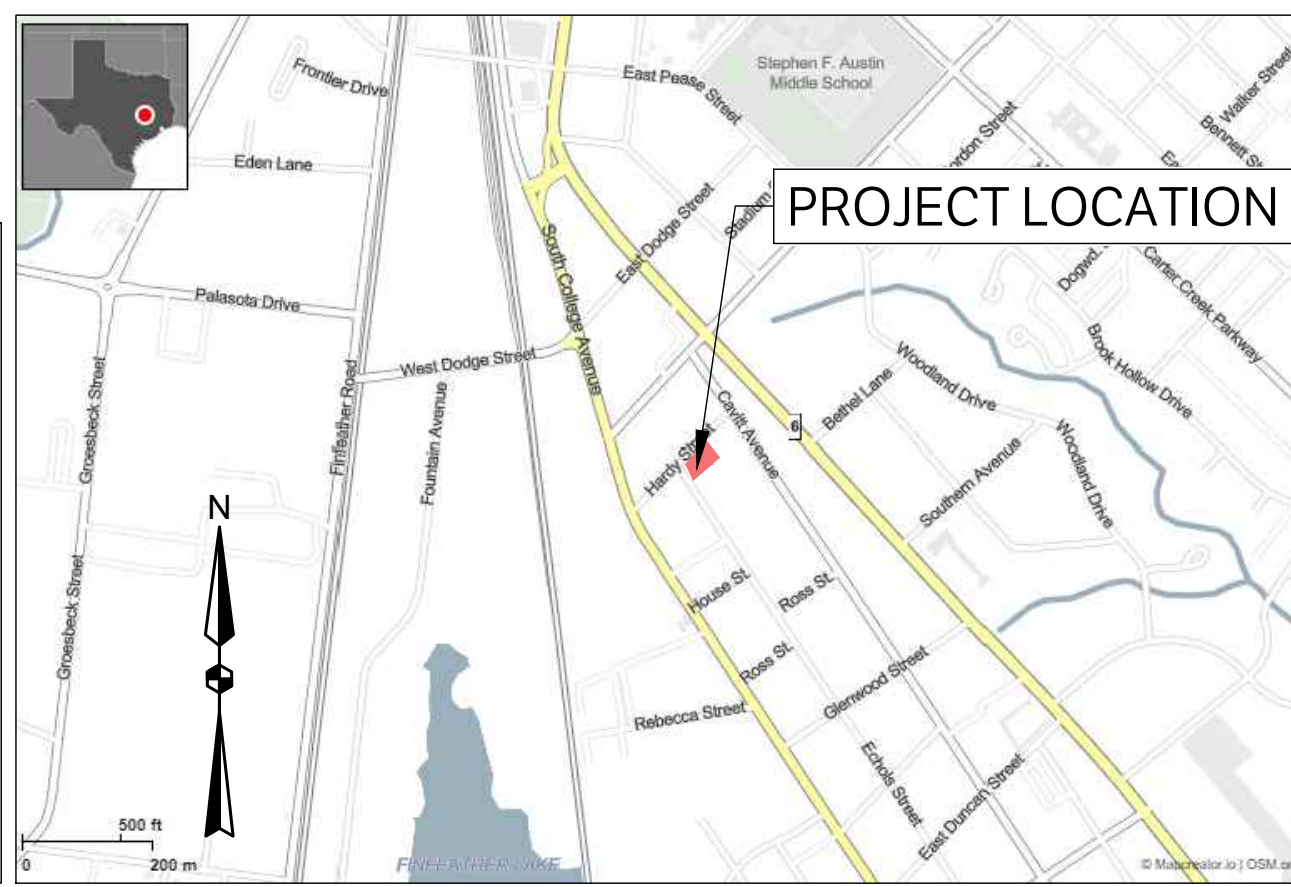 Frontier Drive
East Pease Street
Stephen F. Austin
Middle School
Walker Street
Bennett
Eden Lane
PROJECT LOCATION
East Dodge Street
Stadium
South College Avenue
Palasota Drive
Carter Creek Parkway
Brook Hollow Drive
West Dodge Street
Woodland Drive
Bethel Lane
6
Groesbeck Street
Finfeather Road
Fountain Avenue
Cavitt Avenue
Hardy Street
Southern Avenue
Woodland Drive
N
House St.
Ross St.
Groesbeck Street
Ross St.
Glenwood Street
Rebecca Street
Echols Street
East Duncan Street
500 ft
0
200 m
FINFEATHER LAKE
© Mapcreator.io | OSM.or